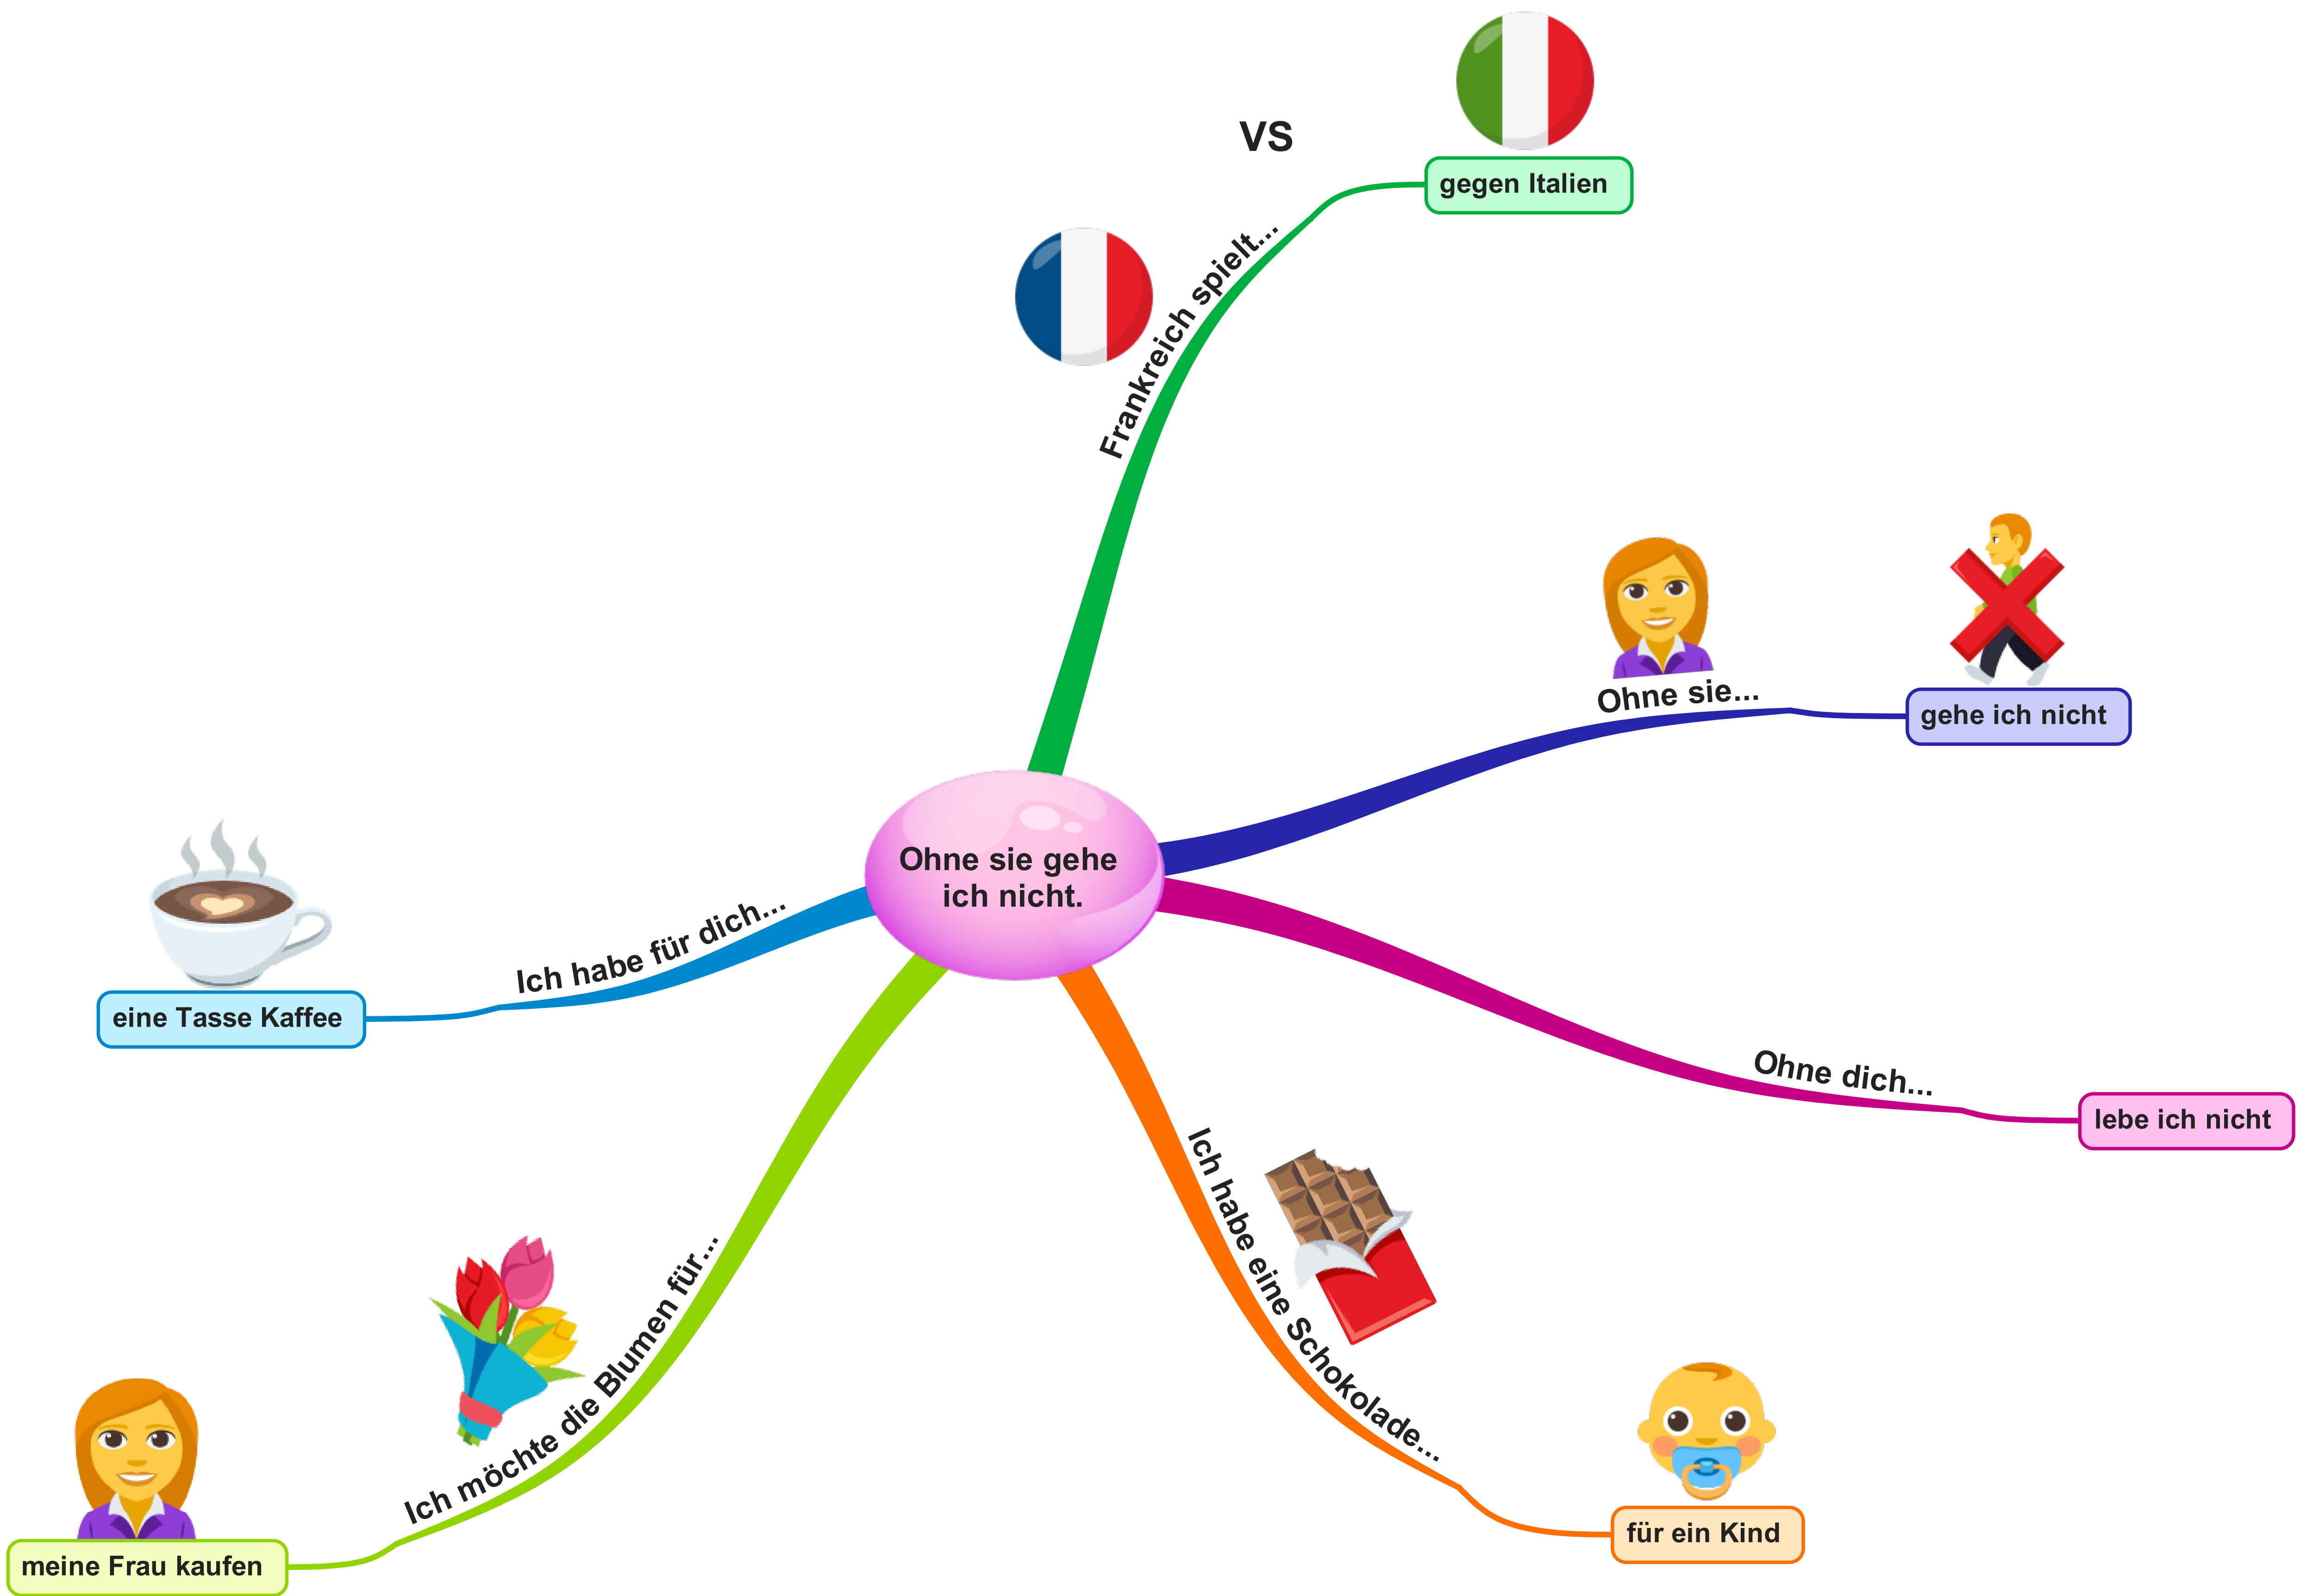 VS
Frankreich spielt...
gegen Italien
Ohne sie...
gehe ich nicht
Ohne sie gehe
ich nicht.
Ohne dich...
lebe ich nicht
Ich habe eine Schokolade...
für ein Kind
Ich möchte die Blumen für...
meine Frau kaufen
Ich habe für dich...
eine Tasse Kaffee